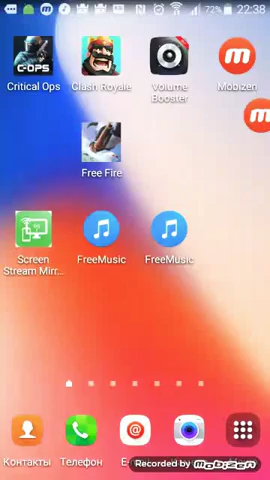 72% 22:38
C-OPS
Critical Ops
Clash Royale
Volume
Booster
Mobizen
Free Fire
Screen
Stream Mirr...
FreeMusic
FreeMusic
Контакты
Телефон
Recorded by mobizen